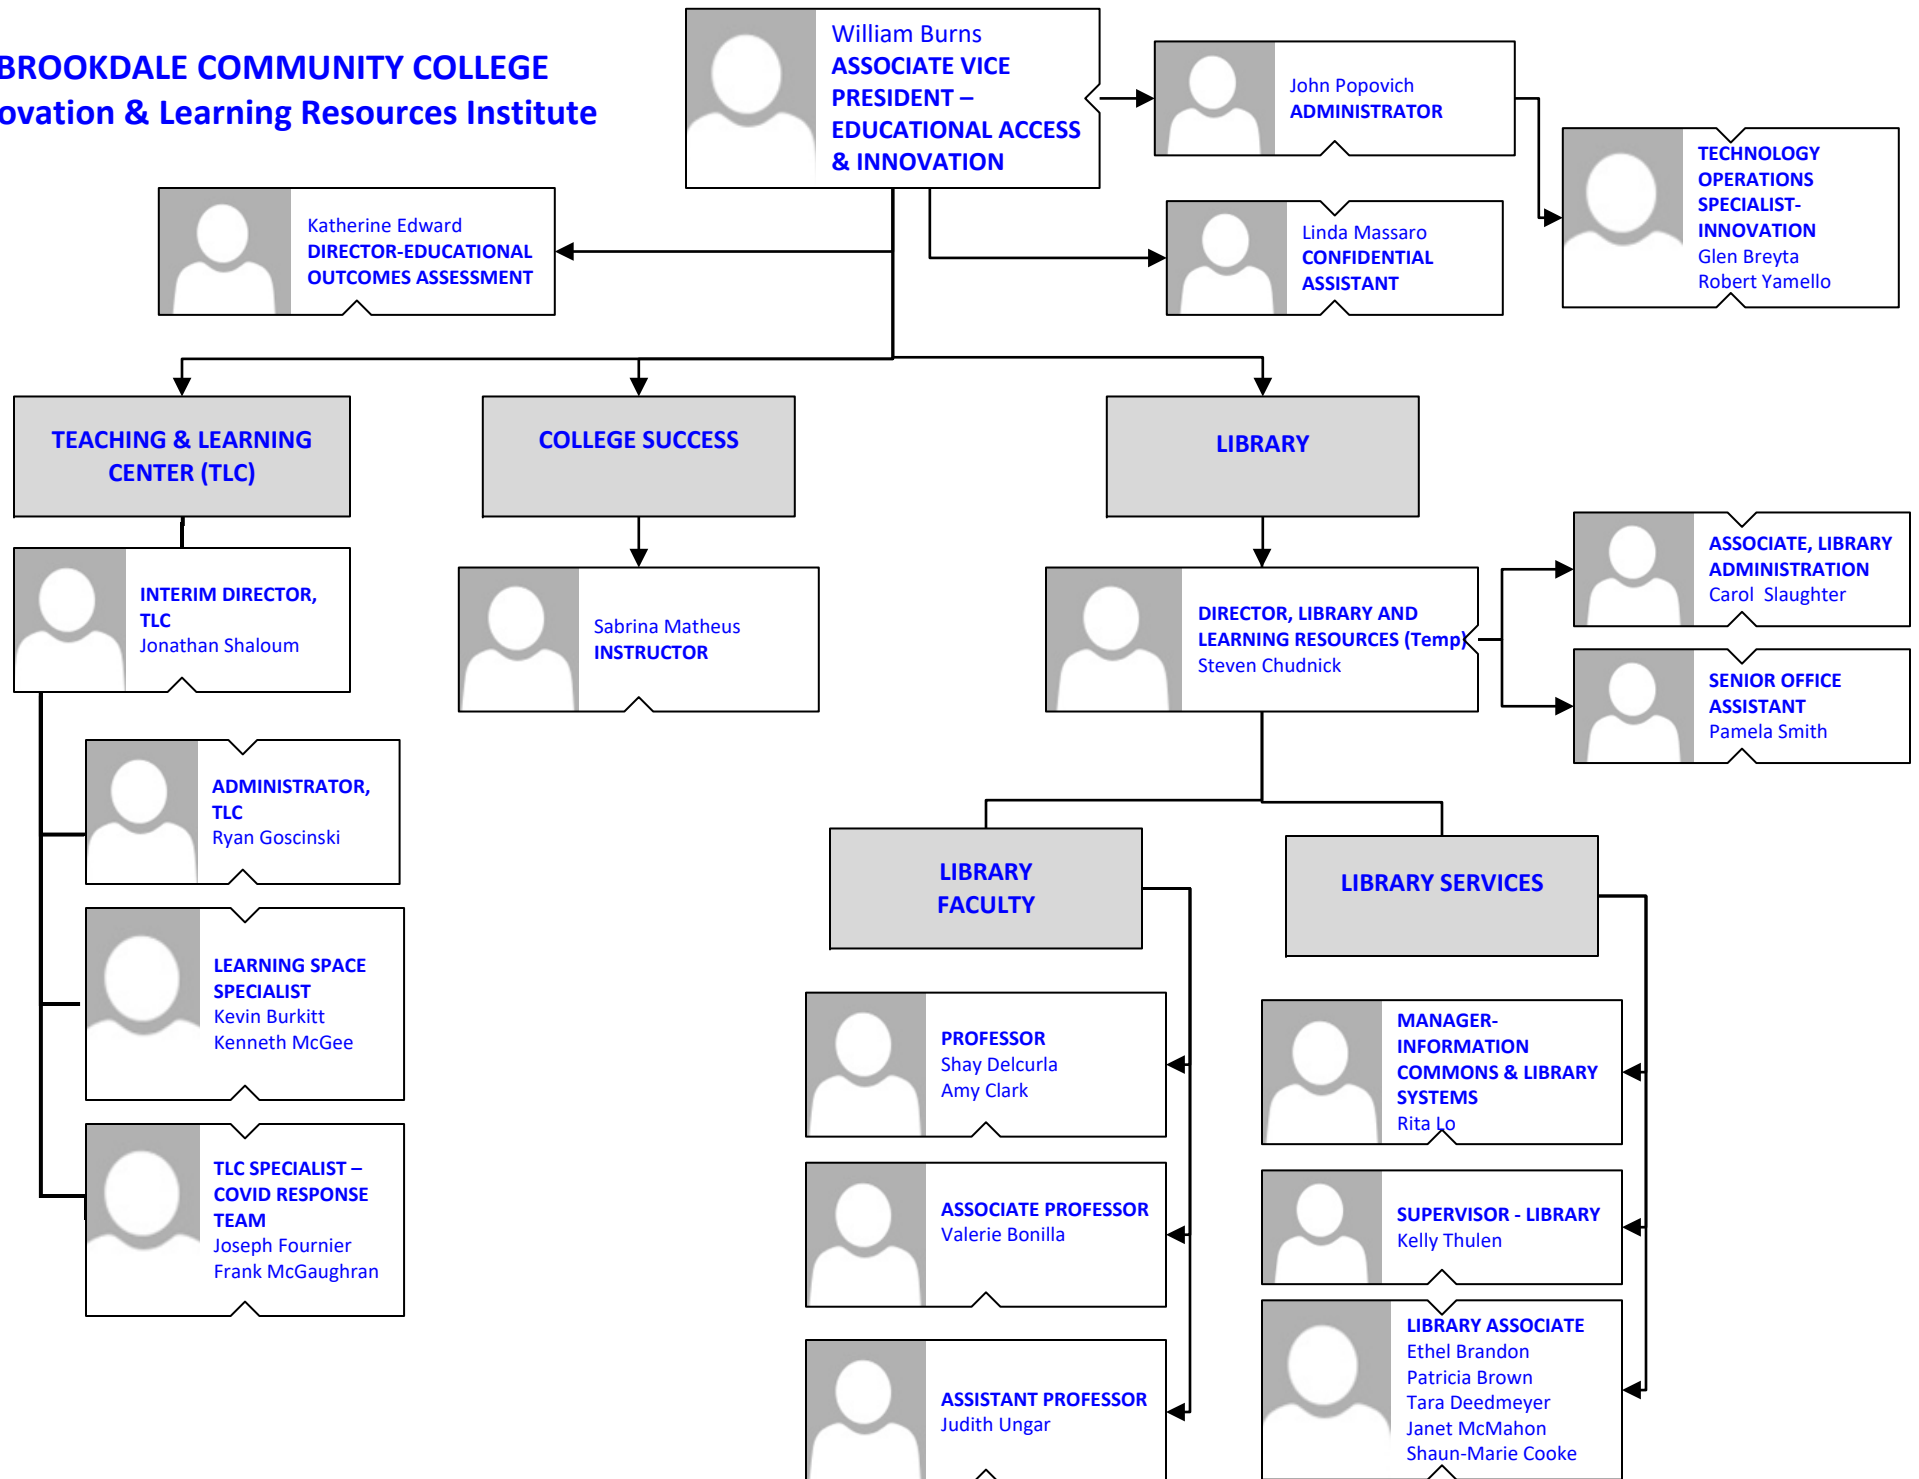 BROOKDALE COMMUNITY COLLEGE
ovation & Learning Resources Institute
William Burns
ASSOCIATE VICE
PRESIDENT –
EDUCATIONAL ACCESS
& INNOVATION
John Popovich
ADMINISTRATOR
TECHNOLOGY
OPERATIONS
SPECIALIST-
INNOVATION
Glen Breyta
Robert Yamello
Katherine Edward
DIRECTOR-EDUCATIONAL
OUTCOMES ASSESSMENT
Linda Massaro
CONFIDENTIAL
ASSISTANT
TEACHING & LEARNING
CENTER (TLC)
COLLEGE SUCCESS
LIBRARY
INTERIM DIRECTOR,
TLC
Jonathan Shaloum
Sabrina Matheus
INSTRUCTOR
DIRECTOR, LIBRARY AND
LEARNING RESOURCES (Temp)
Steven Chudnick
ASSOCIATE, LIBRARY
ADMINISTRATION
Carol  Slaughter
SENIOR OFFICE
ASSISTANT
Pamela Smith
ADMINISTRATOR,
TLC
Ryan Goscinski
LEARNING SPACE
SPECIALIST
Kevin Burkitt
Kenneth McGee
TLC SPECIALIST –
COVID RESPONSE
TEAM
Joseph Fournier
Frank McGaughran
LIBRARY
FACULTY
LIBRARY SERVICES
PROFESSOR
Shay Delcurla
Amy Clark
ASSOCIATE PROFESSOR
Valerie Bonilla
ASSISTANT PROFESSOR
Judith Ungar
MANAGER-
INFORMATION
COMMONS & LIBRARY
SYSTEMS
Rita Lo
SUPERVISOR - LIBRARY
Kelly Thulen
LIBRARY ASSOCIATE
Ethel Brandon
Patricia Brown
Tara Deedmeyer
Janet McMahon
Shaun-Marie Cooke